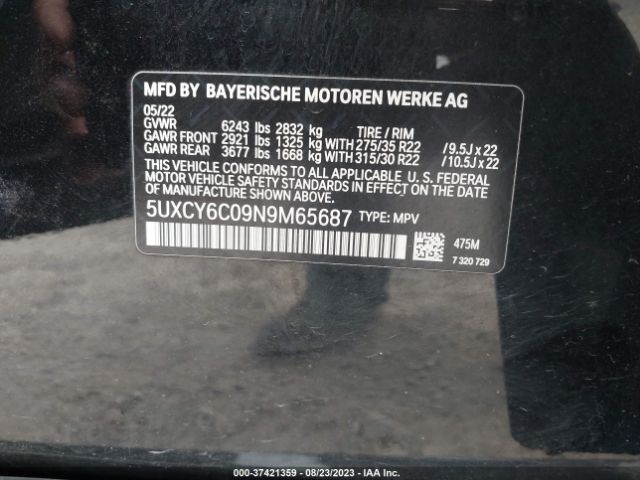 MFD BY BAYERISCHE MOTOREN WERKE AG
05/22
GVWR 6243 lbs 2832 kg TIRE / RIM
GAWR FRONT 2921 lbs 1325 kg WITH 275/35 R22 / 9.5J x 22
GAWR REAR 3677 lbs 1668 kg WITH 315/30 R22 / 10.5J x 22
THIS VEHICLE CONFORMS TO ALL APPLICABLE U. S. FEDERAL
MOTOR VEHICLE SAFETY STANDARDS IN EFFECT ON THE DATE
OF MANUFACTURE SHOWN ABOVE.
5UXCY6C09N9M65687 TYPE: MPV
475M
7 320 729
000-37421359 - 08/23/2023 - IAA Inc.